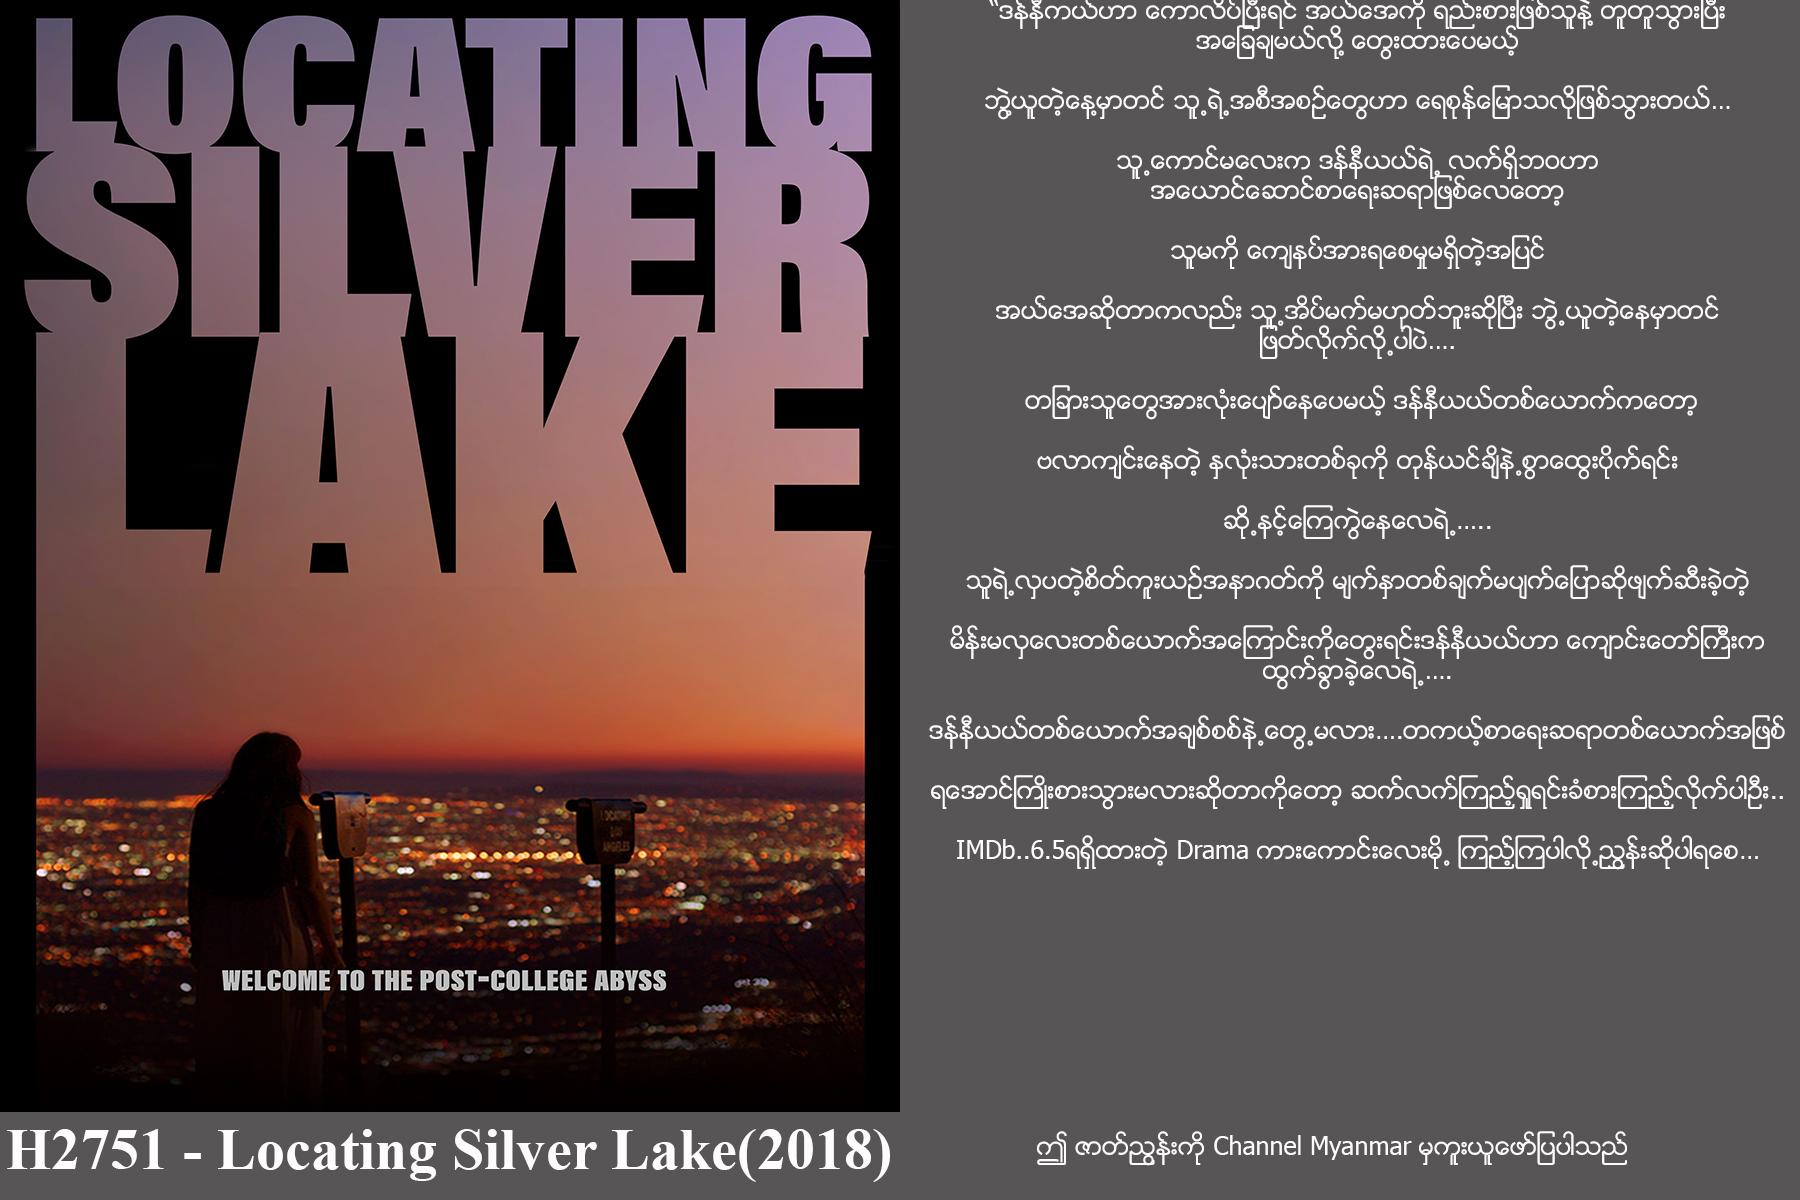 LOCATING
SILVER
LAKE
LOCATING
LOS
ANGELES
WELCOME TO THE POST-COLLEGE ABYSS
H2751 - Locating Silver Lake(2018)
"ဒန်နီကယ်ဟာ ကောလိပ်ပြီးရင် အယ်အေကို ရည်းစားဖြစ်သူနဲ့ တူတူသွားပြီး
အခြေချမယ်လို့ တွေးထားပေမယ့်
ဘွဲ့ယူတဲ့နေ့မှာတင် သူ့ရဲ့အစီအစဉ်တွေဟာ ရေစုန်မြောသလိုဖြစ်သွားတယ်...
သူ့ကောင်မလေးက ဒန်နီယယ်ရဲ့ လက်ရှိဘဝဟာ
အယောင်ဆောင်စာရေးဆရာဖြစ်လေတော့
သူမကို ကျေနပ်အားရစေမှုမရှိတဲ့အပြင်
အယ်အေဆိုတာကလည်း သူ့အိပ်မက်မဟုတ်ဘူးဆိုပြီး ဘွဲ့ယူတဲ့နေမှာတင်
ဖြတ်လိုက်လို့ပါပဲ....
တခြားသူတွေအားလုံးပျော်နေပေမယ့် ဒန်နီယယ်တစ်ယောက်ကတော့
ဗလာကျင်းနေတဲ့ နှလုံးသားတစ်ခုကို တုန်ယင်ချိနဲ့စွာထွေးပိုက်ရင်း
ဆို့နင့်ကြေကွဲနေလေရဲ့.....
သူရဲ့လှပတဲ့စိတ်ကူးယဉ်အနာဂတ်ကို မျက်နှာတစ်ချက်မပျက်ပြောဆိုဖျက်ဆီးခဲ့တဲ့
မိန်းမလှလေးတစ်ယောက်အကြောင်းကိုတွေးရင်းဒန်နီယယ်ဟာ ကျောင်းတော်ကြီးက
ထွက်ခွာခဲ့လေရဲ့....
ဒန်နီယယ်တစ်ယောက်အချစ်စစ်နဲ့တွေ့မလား....တကယ့်စာရေးဆရာတစ်ယောက်အဖြစ်
ရအောင်ကြိုးစားသွားမလားဆိုတာကိုတော့ ဆက်လက်ကြည့်ရှုရင်းခံစားကြည့်လိုက်ပါဦး..
IMDb..6.5ရရှိထားတဲ့ Drama ကားကောင်းလေးမို့ ကြည့်ကြပါလို့ညွှန်းဆိုပါရစေ...
ဤ ဇာတ်ညွှန်းကို Channel Myanmar မှကူးယူဖော်ပြပါသည်